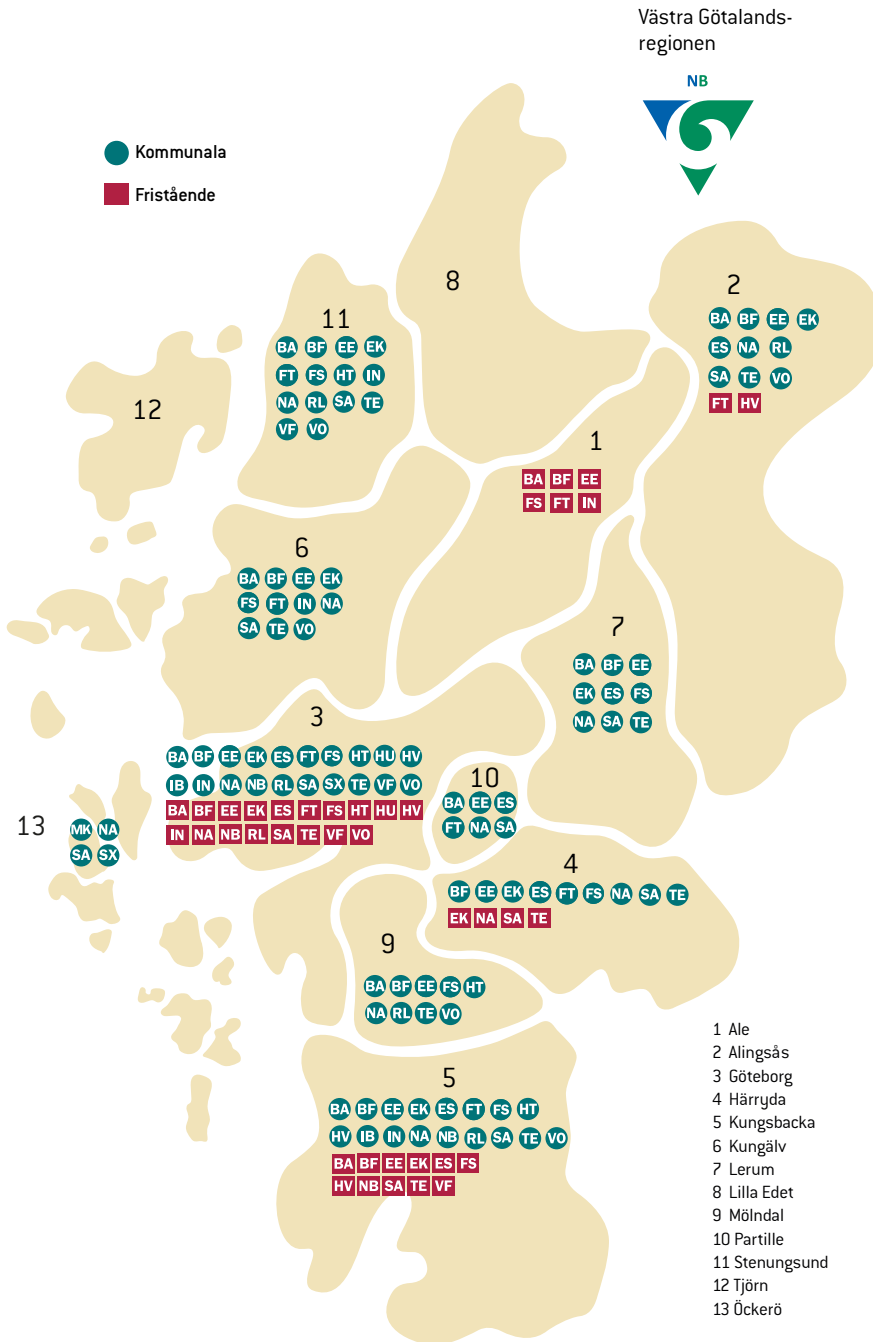 Västra Götalands-
regionen
NB
Kommunala
Fristående
8
2
BA BF EE EK
ES NA RL
SA TE VO
FT HV
11
BA BF EE EK
FT FS HT IN
NA RL SA TE
VF VO
12
1
BA BF EE
FS FT IN
6
BA BF EE EK
FS FT IN NA
SA TE VO
7
BA BF EE
EK ES FS
NA SA TE
3
BA BF EE EK ES FT FS HT HU HV
IB IN NA NB RL SA SX TE VF VO
BA BF EE EK ES FT FS HT HU HV
IN NA NB RL SA TE VF VO
10
BA EE ES
FT NA SA
13
MK NA
SA SX
4
BF EE EK ES FT FS NA SA TE
EK NA SA TE
9
BA BF EE FS HT
NA RL TE VO
5
BA BF EE EK ES FT FS HT
HV IB IN NA NB RL SA TE VO
BA BF EE EK ES FS
HV NB SA TE VF
1 Ale
2 Alingsås
3 Göteborg
4 Härryda
5 Kungsbacka
6 Kungälv
7 Lerum
8 Lilla Edet
9 Mölndal
10 Partille
11 Stenungsund
12 Tjörn
13 Öckerö